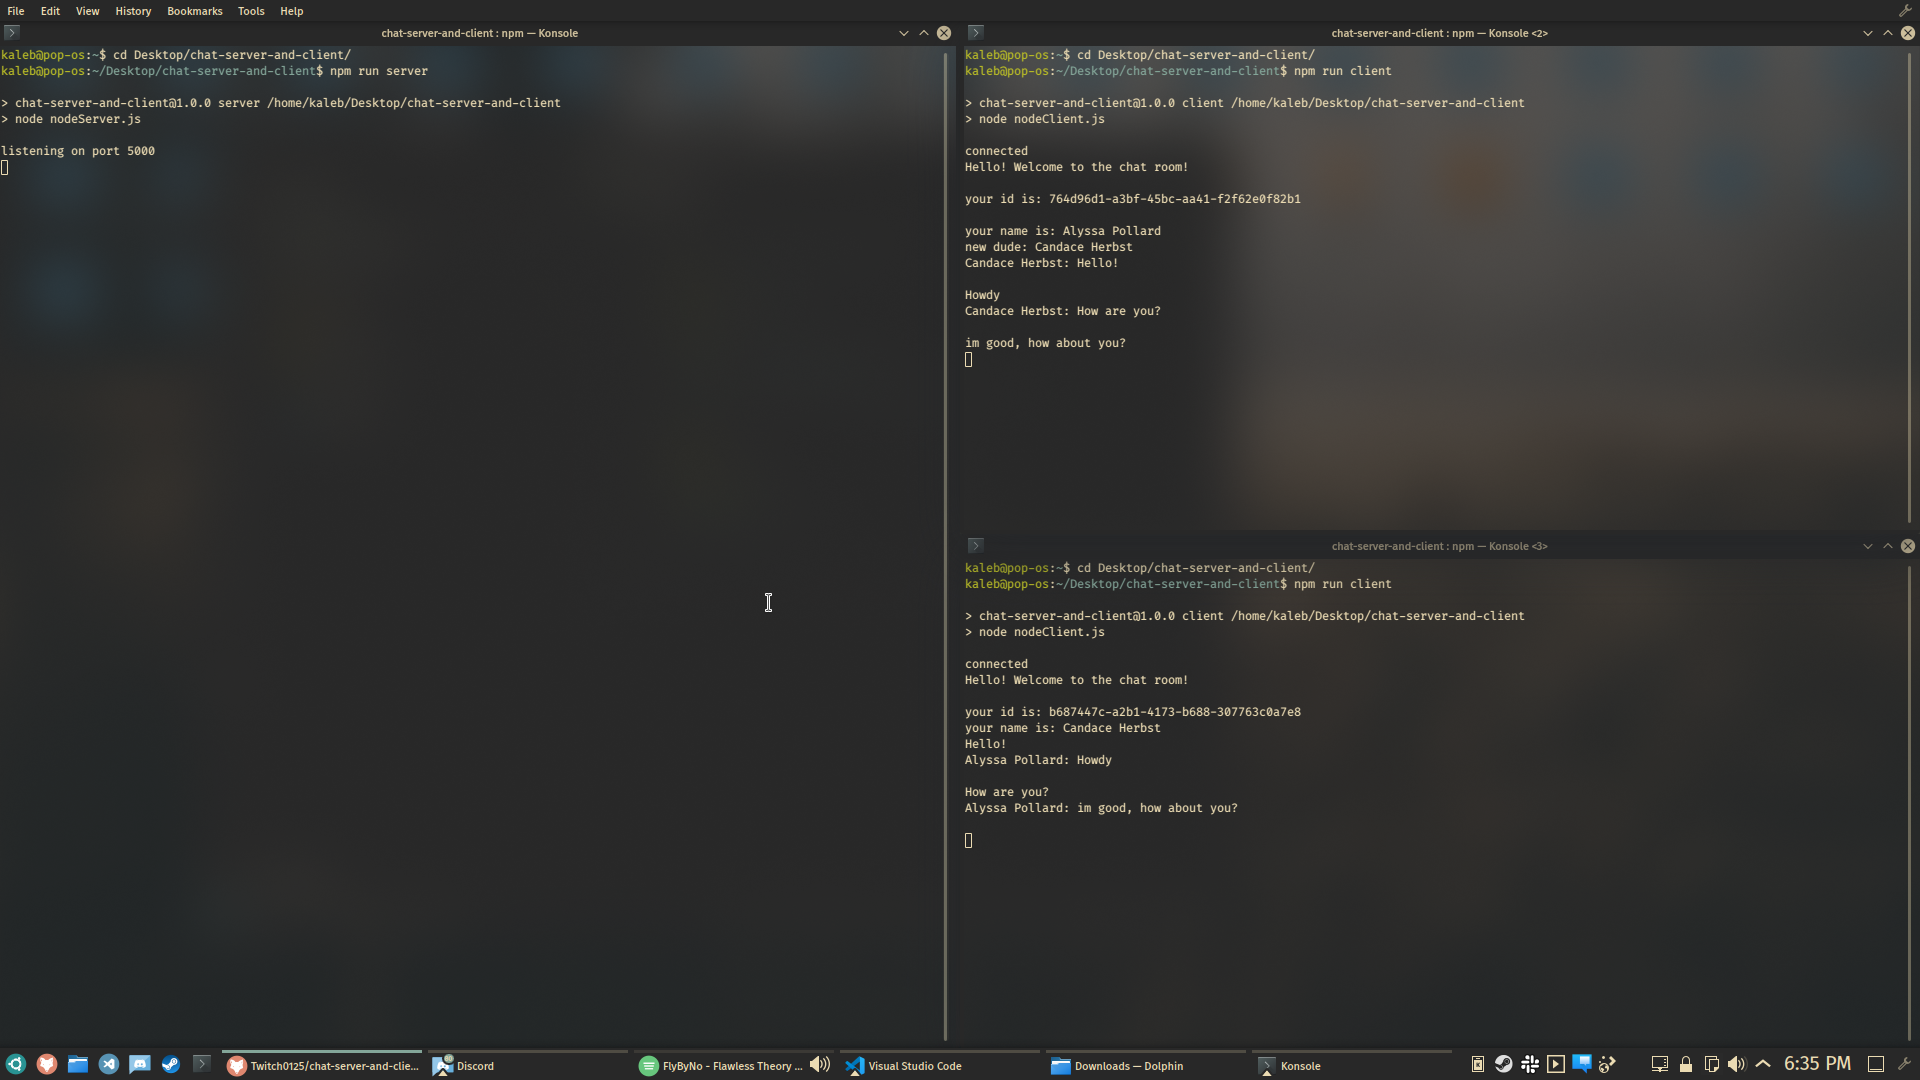 File Edit View History Bookmarks Tools Help
chat-server-and-client : npm — Konsole
kaleb@pop-os:~$ cd Desktop/chat-server-and-client/
kaleb@pop-os:~/Desktop/chat-server-and-client$ npm run server
> chat-server-and-client@1.0.0 server /home/kaleb/Desktop/chat-server-and-client
> node nodeServer.js
listening on port 5000
chat-server-and-client : npm — Konsole <2>
kaleb@pop-os:~$ cd Desktop/chat-server-and-client/
kaleb@pop-os:~/Desktop/chat-server-and-client$ npm run client
> chat-server-and-client@1.0.0 client /home/kaleb/Desktop/chat-server-and-client
> node nodeClient.js
connected
Hello! Welcome to the chat room!
your id is: 764d96d1-a3bf-45bc-aa41-f2f62e0f82b1
your name is: Alyssa Pollard
new dude: Candace Herbst
Candace Herbst: Hello!
Howdy
Candace Herbst: How are you?
im good, how about you?
chat-server-and-client : npm — Konsole <3>
kaleb@pop-os:~$ cd Desktop/chat-server-and-client/
kaleb@pop-os:~/Desktop/chat-server-and-client$ npm run client
> chat-server-and-client@1.0.0 client /home/kaleb/Desktop/chat-server-and-client
> node nodeClient.js
connected
Hello! Welcome to the chat room!
your id is: b687447c-a2b1-4173-b688-307763c0a7e8
your name is: Candace Herbst
Hello!
Alyssa Pollard: Howdy
How are you?
Alyssa Pollard: im good, how about you?
Twitch0125/chat-server-and-clie... Discord FlyByNo - Flawless Theory ... Visual Studio Code Downloads — Dolphin Konsole 6:35 PM